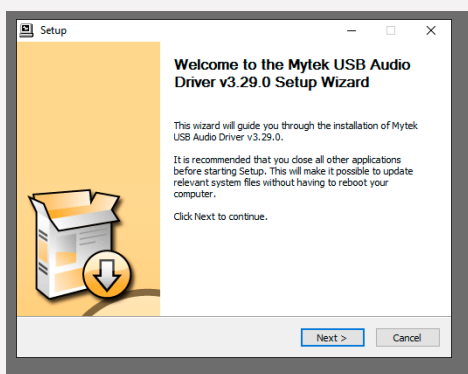 Setup
Welcome to the Mytek USB Audio
Driver v3.29.0 Setup Wizard
This wizard will guide you through the installation of Mytek
USB Audio Driver v3.29.0.
It is recommended that you close all other applications
before starting Setup. This will make it possible to update
relevant system files without having to reboot your
computer.
Click Next to continue.
Next >
Cancel